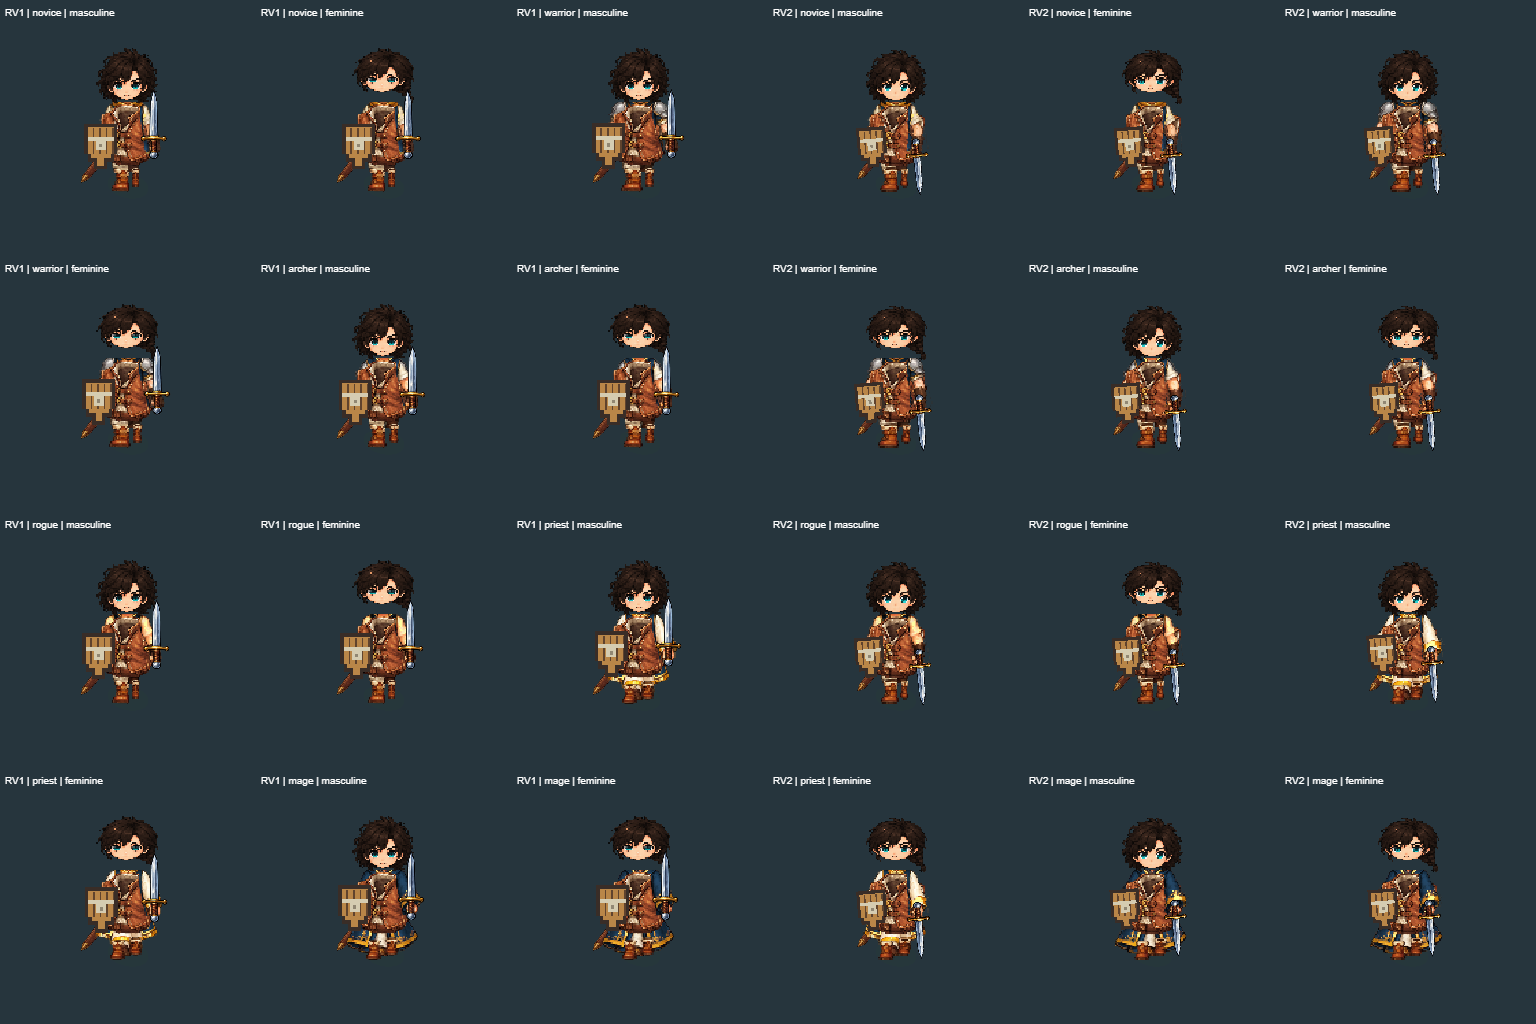 RV1 | novice | masculine
RV1 | novice | feminine
RV1 | warrior | masculine
RV2 | novice | masculine
RV2 | novice | feminine
RV2 | warrior | masculine
RV1 | warrior | feminine
RV1 | archer | masculine
RV1 | archer | feminine
RV2 | warrior | feminine
RV2 | archer | masculine
RV2 | archer | feminine
RV1 | rogue | masculine
RV1 | rogue | feminine
RV1 | priest | masculine
RV2 | rogue | masculine
RV2 | rogue | feminine
RV2 | priest | masculine
RV1 | priest | feminine
RV1 | mage | masculine
RV1 | mage | feminine
RV2 | priest | feminine
RV2 | mage | masculine
RV2 | mage | feminine